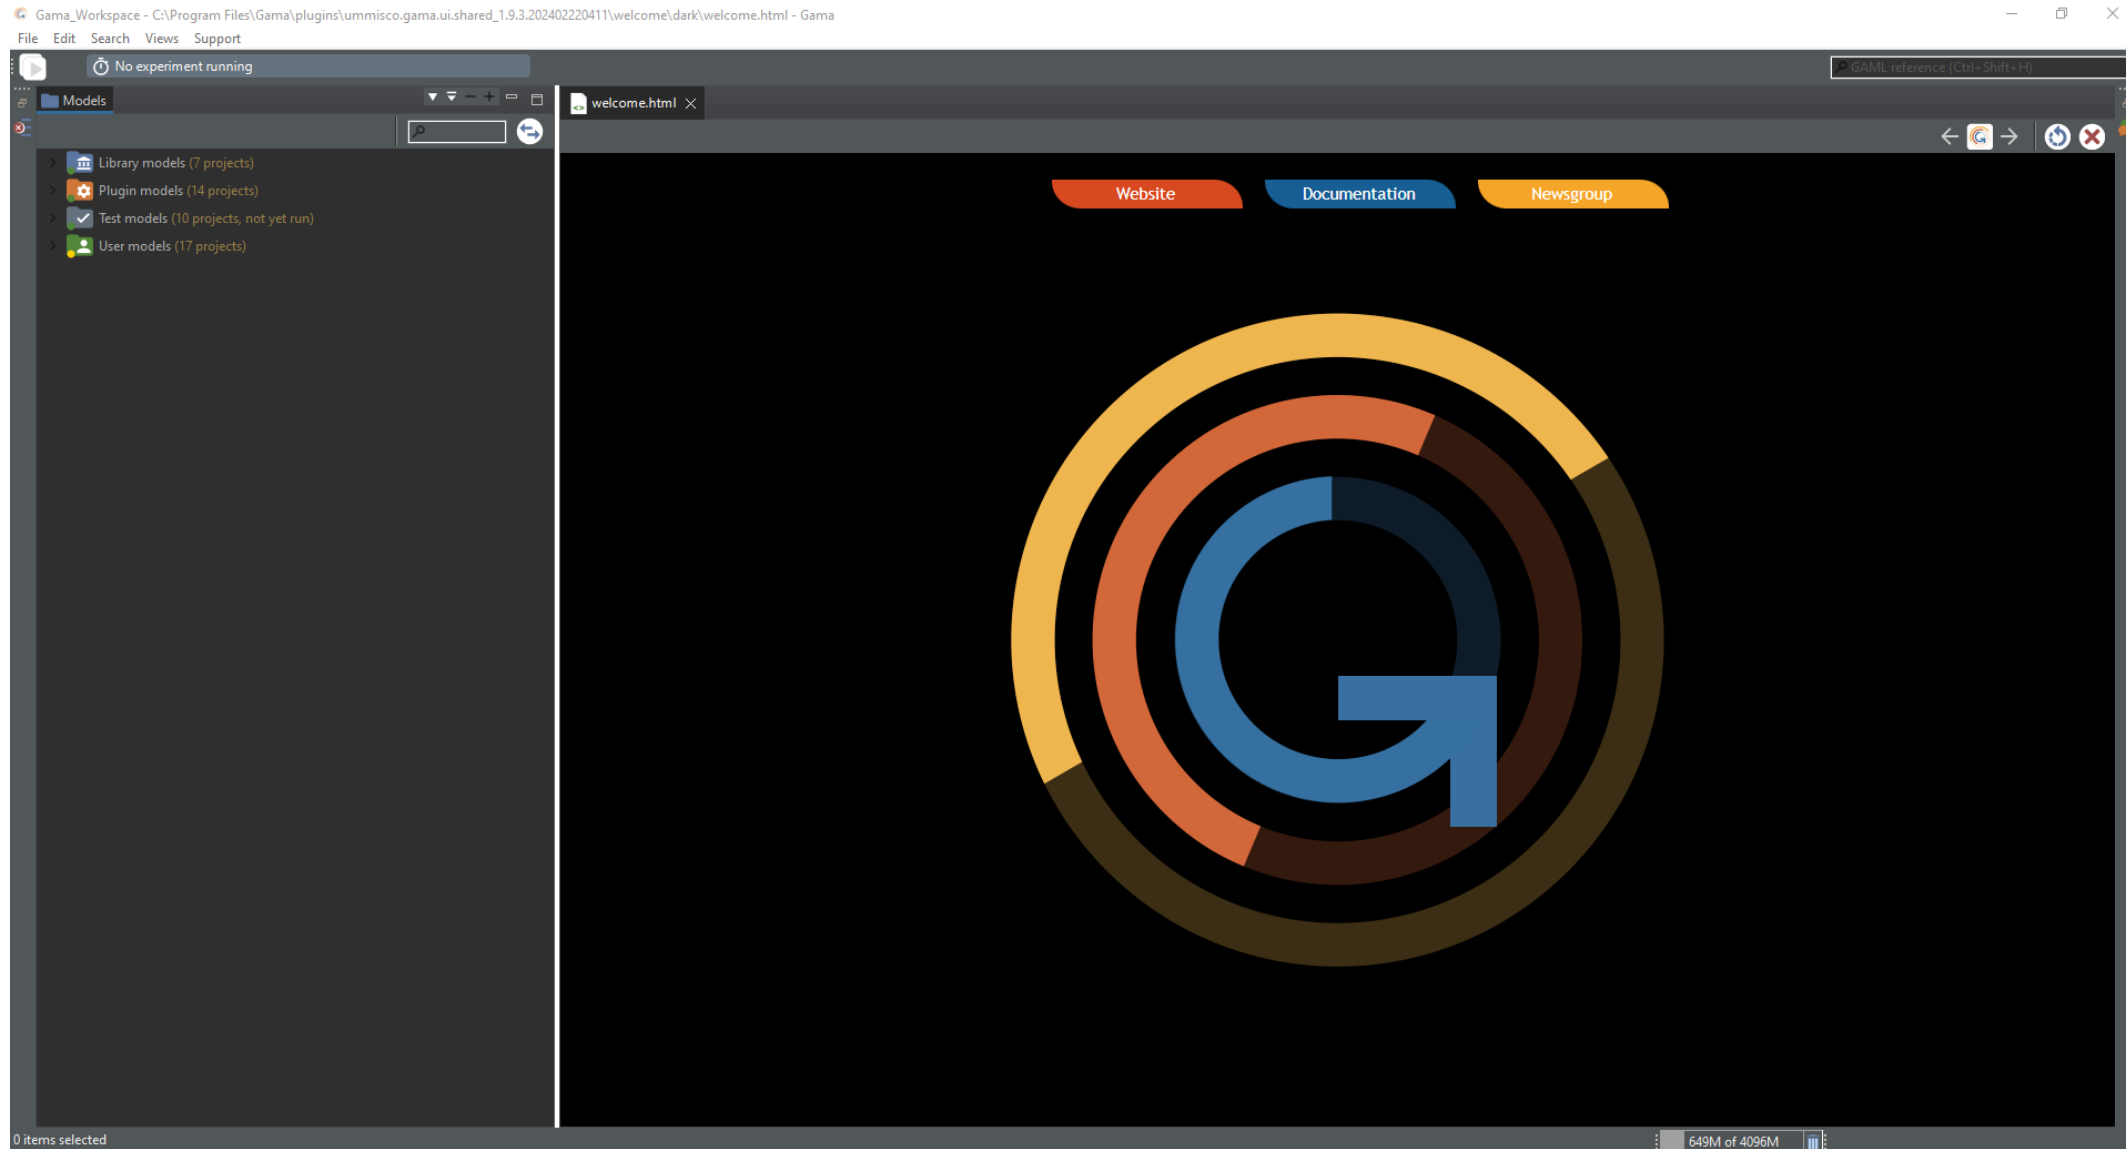 Gama_Workspace - C:\Program Files\Gama\plugins\ummisco.gama.ui.shared_1.9.3.202402220411\welcome\dark\welcome.html - Gama
File Edit Search Views Support
No experiment running
GAML reference (Ctrl+Shift+H)
Models
welcome.html
Library models (7 projects)
Plugin models (14 projects)
Test models (10 projects, not yet run)
User models (17 projects)
Website Documentation Newsgroup
0 items selected
649M of 4096M